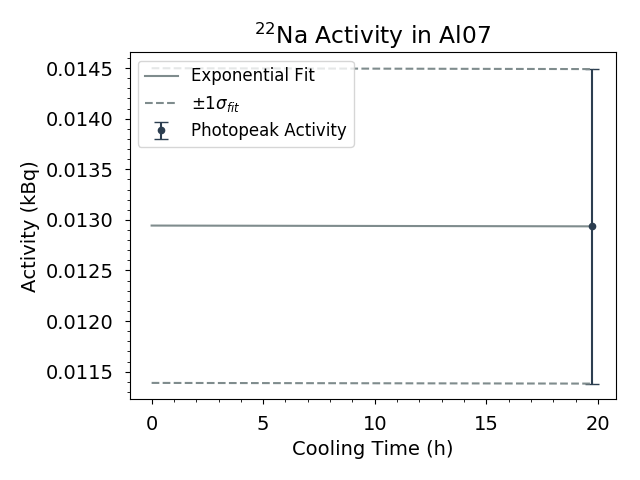 ²²Na Activity in Al07
Exponential Fit
±1σ_fit
Photopeak Activity
Activity (kBq)
0.0145
0.0140
0.0135
0.0130
0.0125
0.0120
0.0115
0 5 10 15 20
Cooling Time (h)